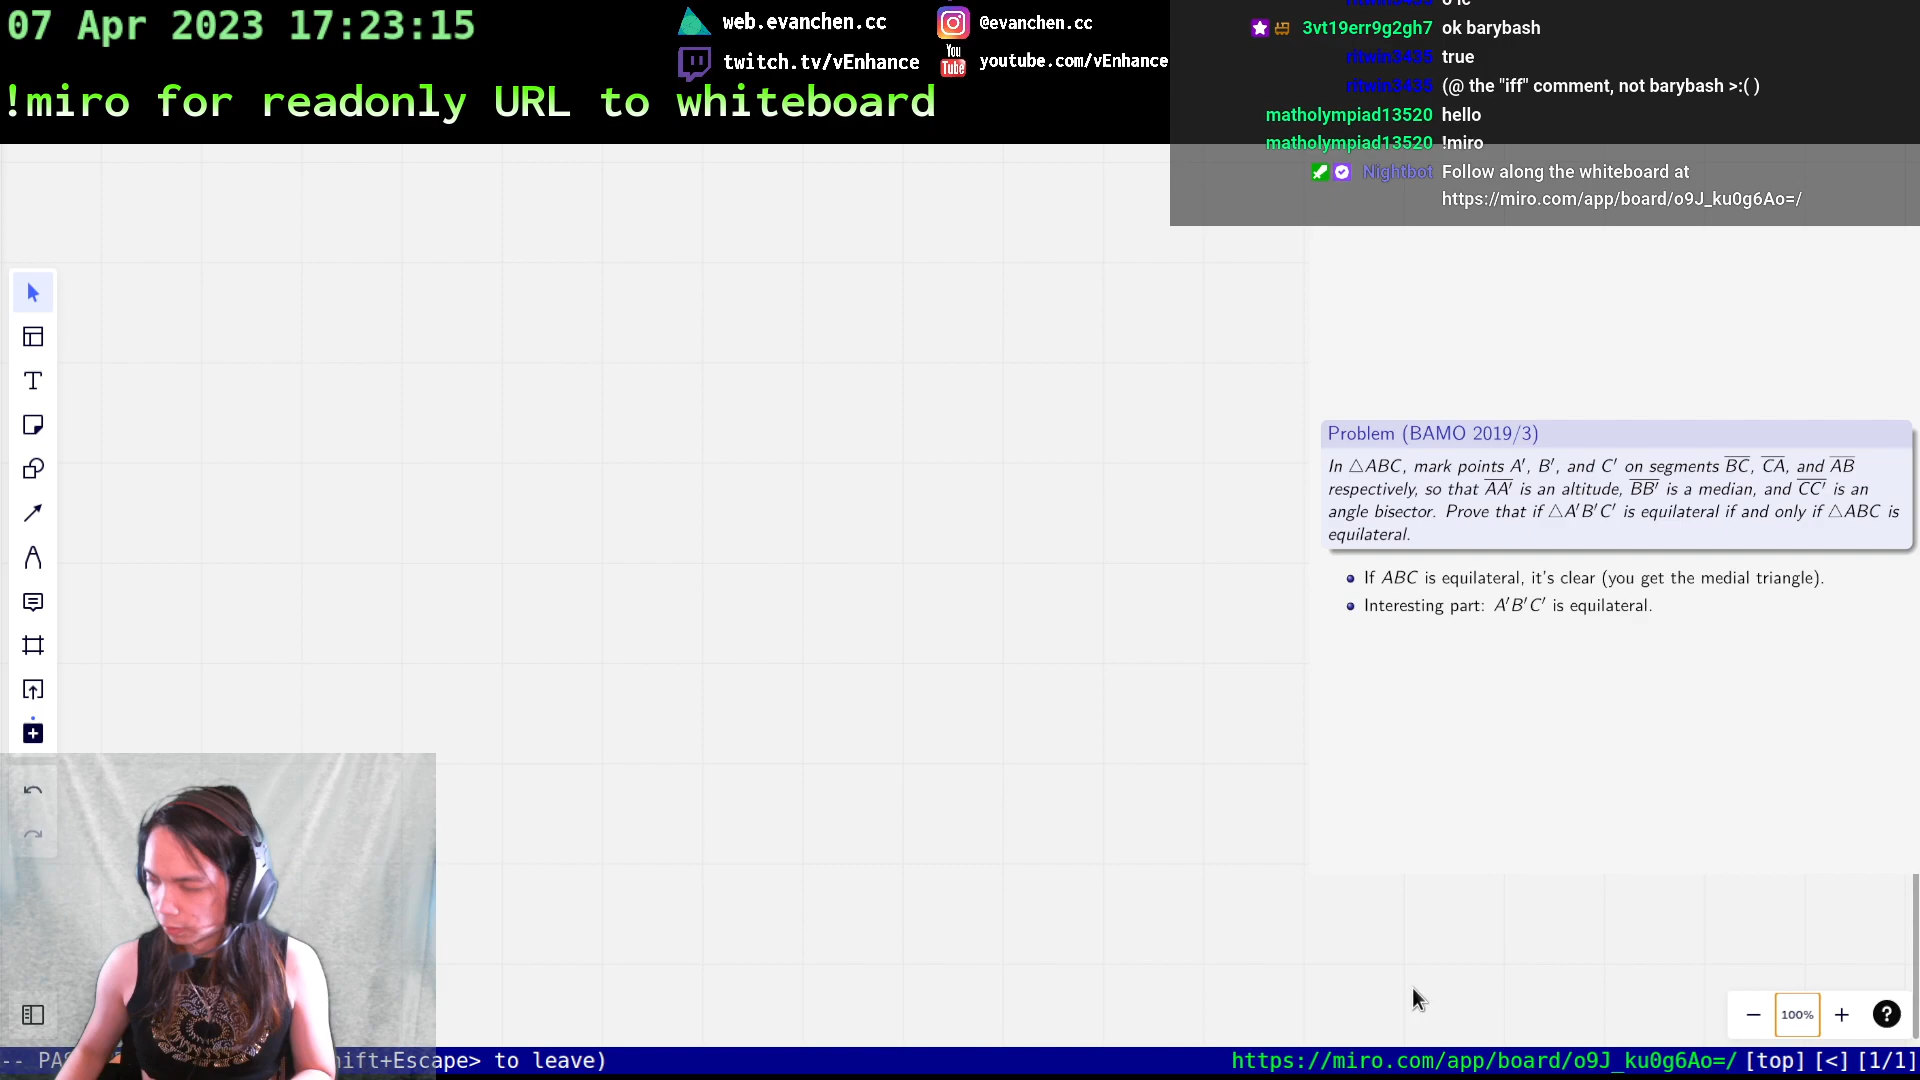 07 Apr 2023 17:23:15
!miro for readonly URL to whiteboard
web.evanchen.cc
@evanchen.cc
twitch.tv/vEnhance
You Tube
youtube.com/vEnhance
3vt19err9g2gh7 ok barybash
ritwin3435 true
ritwin3435 (@ the "iff" comment, not barybash >:( )
matholympiad13520 hello
matholympiad13520 !miro
Nightbot Follow along the whiteboard at
https://miro.com/app/board/o9J_ku0g6Ao=/
Problem (BAMO 2019/3)
In △ABC, mark points A′, B′, and C′ on segments B̅C̅, C̅A̅, and A̅B̅
respectively, so that A̅A̅′ is an altitude, B̅B̅′ is a median, and C̅C̅′ is an
angle bisector. Prove that if △A′B′C′ is equilateral if and only if △ABC is
equilateral.
If ABC is equilateral, it's clear (you get the medial triangle).
Interesting part: A′B′C′ is equilateral.
100%
-- PA
ift+Escape> to leave)
https://miro.com/app/board/o9J_ku0g6Ao=/ [top] [<] [1/1]